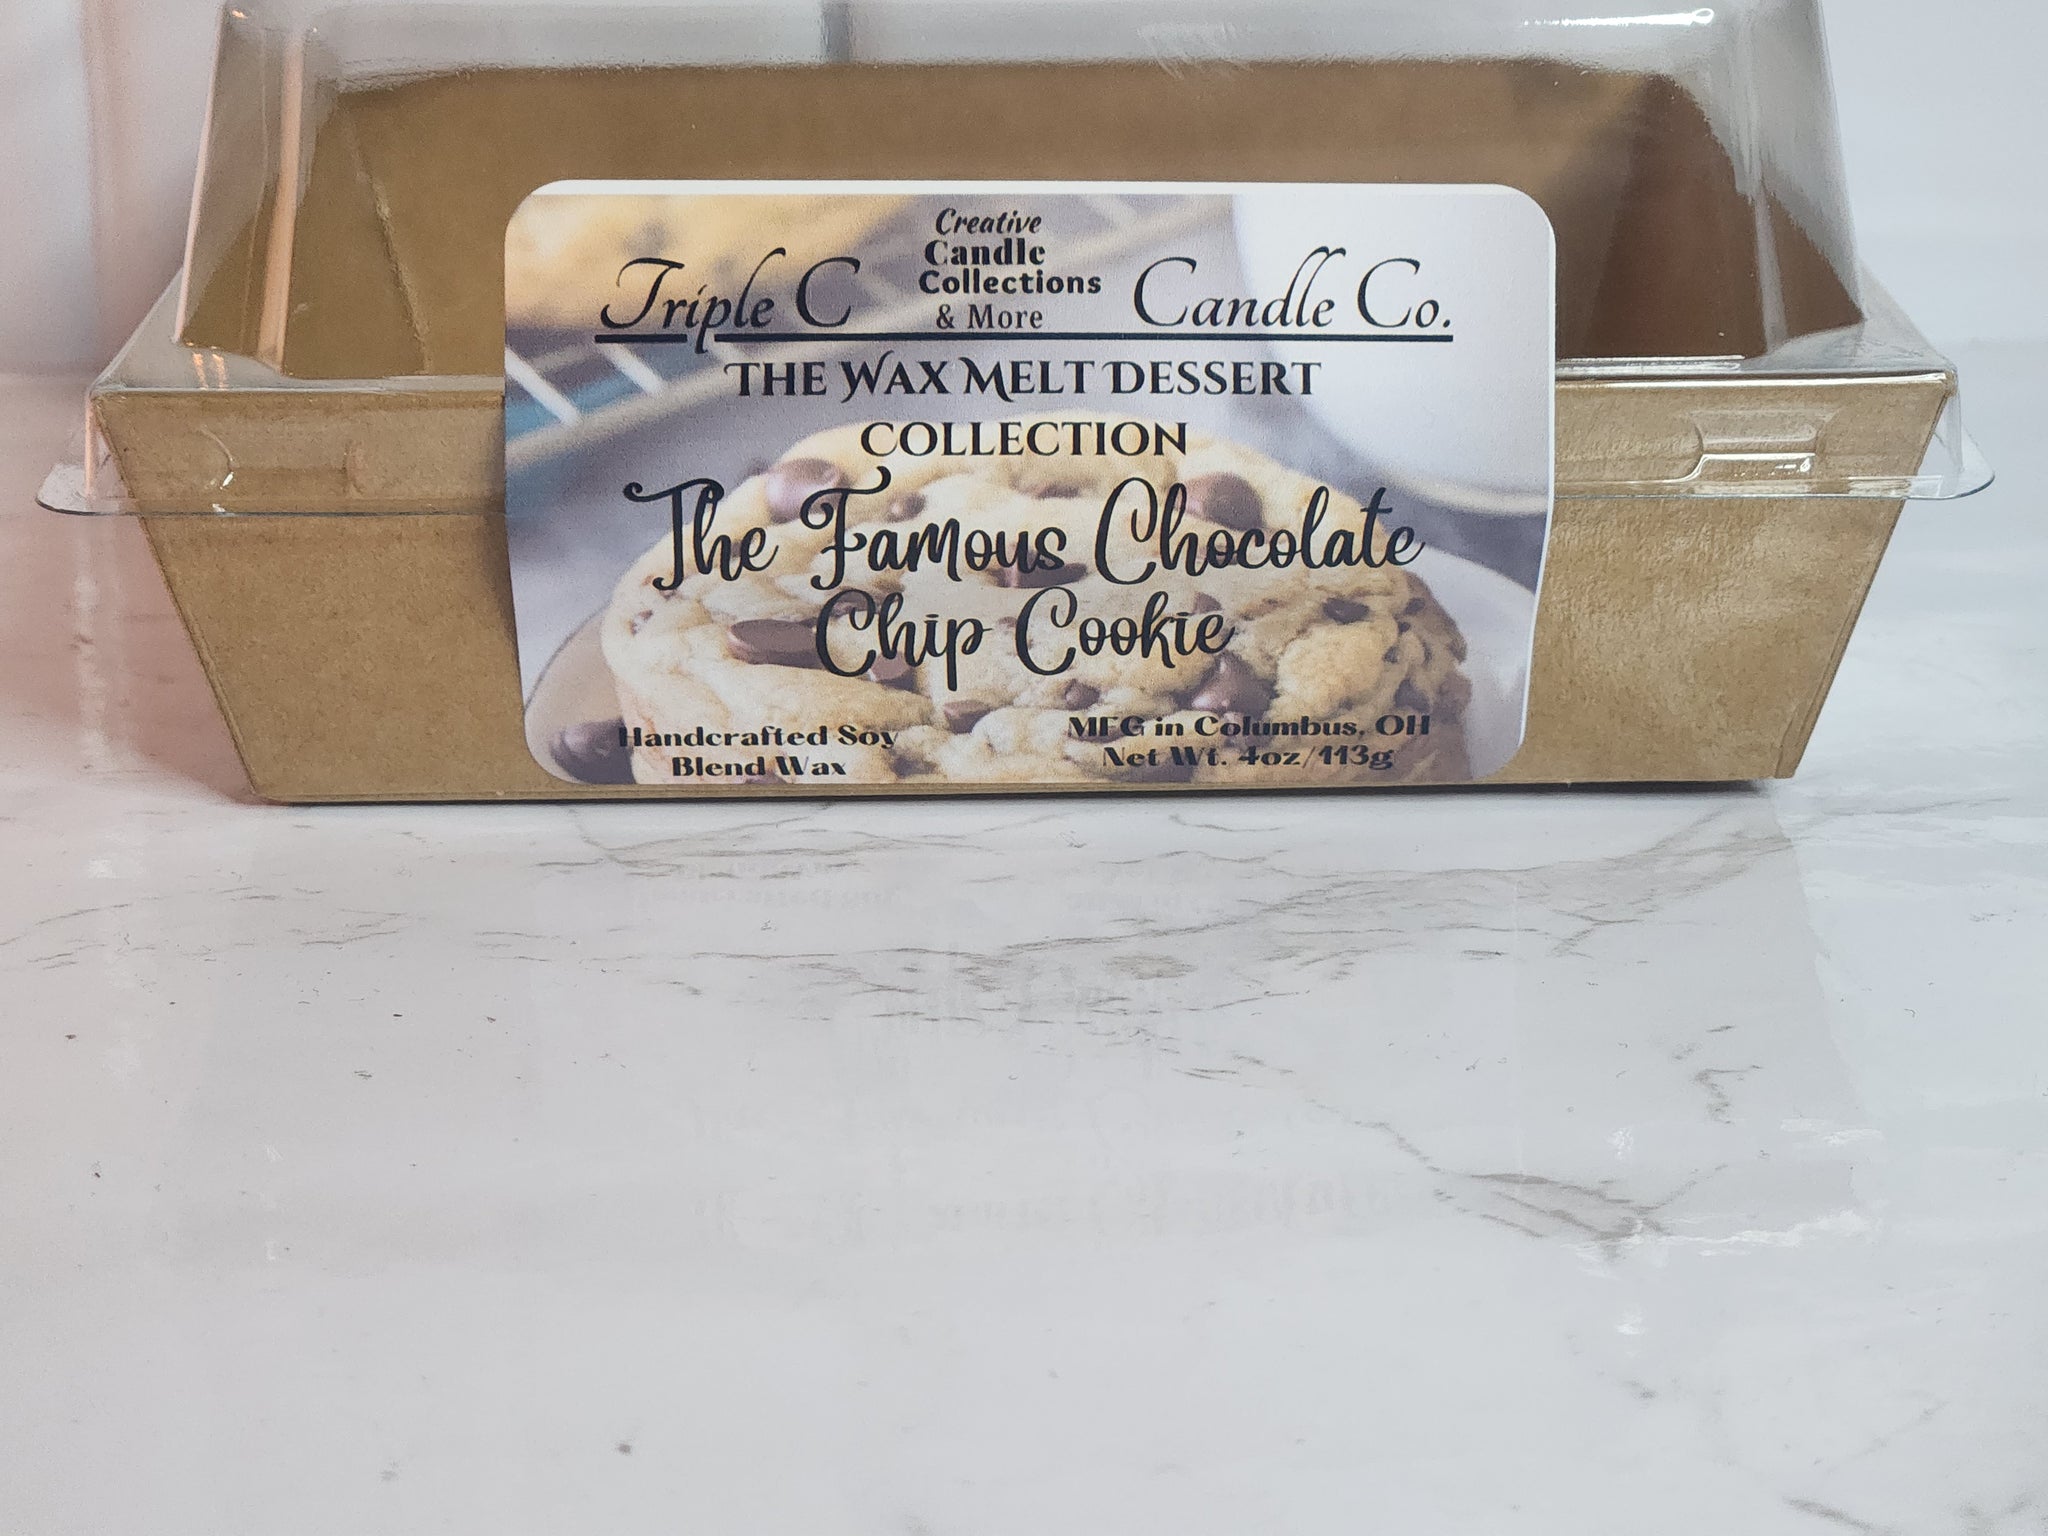 Triple C
Creative
Candle
Collections
& More
Candle Co.
THE WAX MELT DESSERT
COLLECTION
The Famous Chocolate
Chip Cookie
Handcrafted Soy
Blend Wax
MFG in Columbus, OH
Net Wt. 4oz/113g